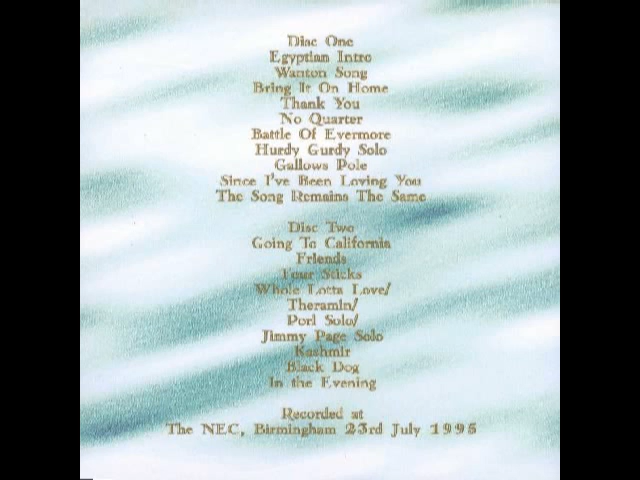 Disc One
Egyptian Intro
Wanton Song
Bring It On Home
Thank You
No Quarter
Battle Of Evermore
Hurdy Gurdy Solo
Gallows Pole
Since I've Been Loving You
The Song Remains The Same
Disc Two
Going To California
Friends
Four Sticks
Whole Lotta Love/
Theramin/
Porl Solo/
Jimmy Page Solo
Kashmir
Black Dog
In the Evening
Recorded at
The NEC, Birmingham 23rd July 1995